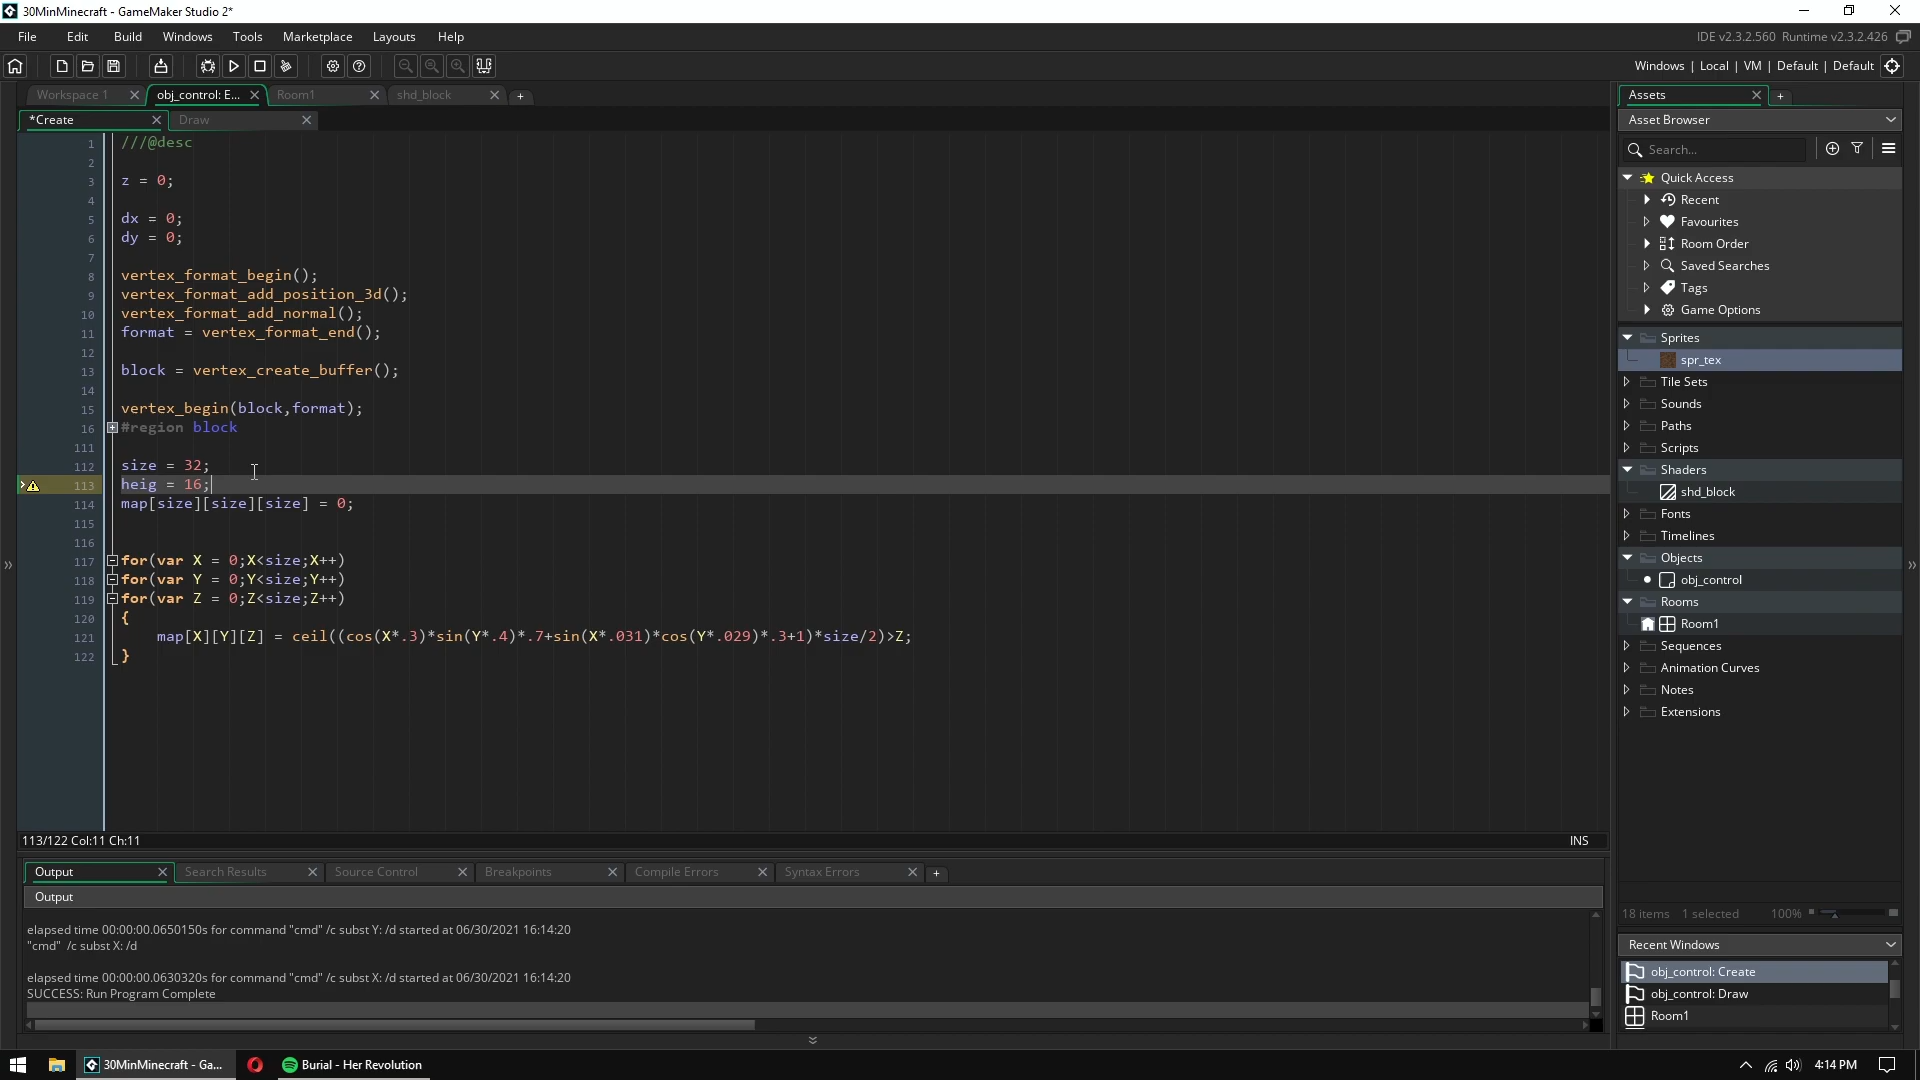 30MinMinecraft - GameMaker Studio 2*
File Edit Build Windows Tools Marketplace Layouts Help
IDE v2.3.2.560 Runtime v2.3.2.426
Windows | Local | VM | Default | Default
Workspace 1
obj_control: E...
Room1
shd_block
*Create
Draw
1 ///@desc
2
3 z = 0;
4
5 dx = 0;
6 dy = 0;
7
8 vertex_format_begin();
9 vertex_format_add_position_3d();
10 vertex_format_add_normal();
11 format = vertex_format_end();
12
13 block = vertex_create_buffer();
14
15 vertex_begin(block,format);
16 #region block
111
112 size = 32;
113 heig = 16;
114 map[size][size][size] = 0;
115
116
117 for(var X = 0;X<size;X++)
118 for(var Y = 0;Y<size;Y++)
119 for(var Z = 0;Z<size;Z++)
120 {
121 map[X][Y][Z] = ceil((cos(X*.3)*sin(Y*.4)*.7+sin(X*.031)*cos(Y*.029)*.3+1)*size/2)>Z;
122 }
113/122 Col:11 Ch:11
INS
Output
Search Results
Source Control
Breakpoints
Compile Errors
Syntax Errors
Output
elapsed time 00:00:00.0650150s for command "cmd" /c subst Y: /d started at 06/30/2021 16:14:20
"cmd" /c subst X: /d
elapsed time 00:00:00.0630320s for command "cmd" /c subst X: /d started at 06/30/2021 16:14:20
SUCCESS: Run Program Complete
Assets
Asset Browser
Search...
Quick Access
Recent
Favourites
Room Order
Saved Searches
Tags
Game Options
Sprites
spr_tex
Tile Sets
Sounds
Paths
Scripts
Shaders
shd_block
Fonts
Timelines
Objects
obj_control
Rooms
Room1
Sequences
Animation Curves
Notes
Extensions
18 items 1 selected 100%
Recent Windows
obj_control: Create
obj_control: Draw
Room1
30MinMinecraft - Ga...
Burial - Her Revolution
4:14 PM